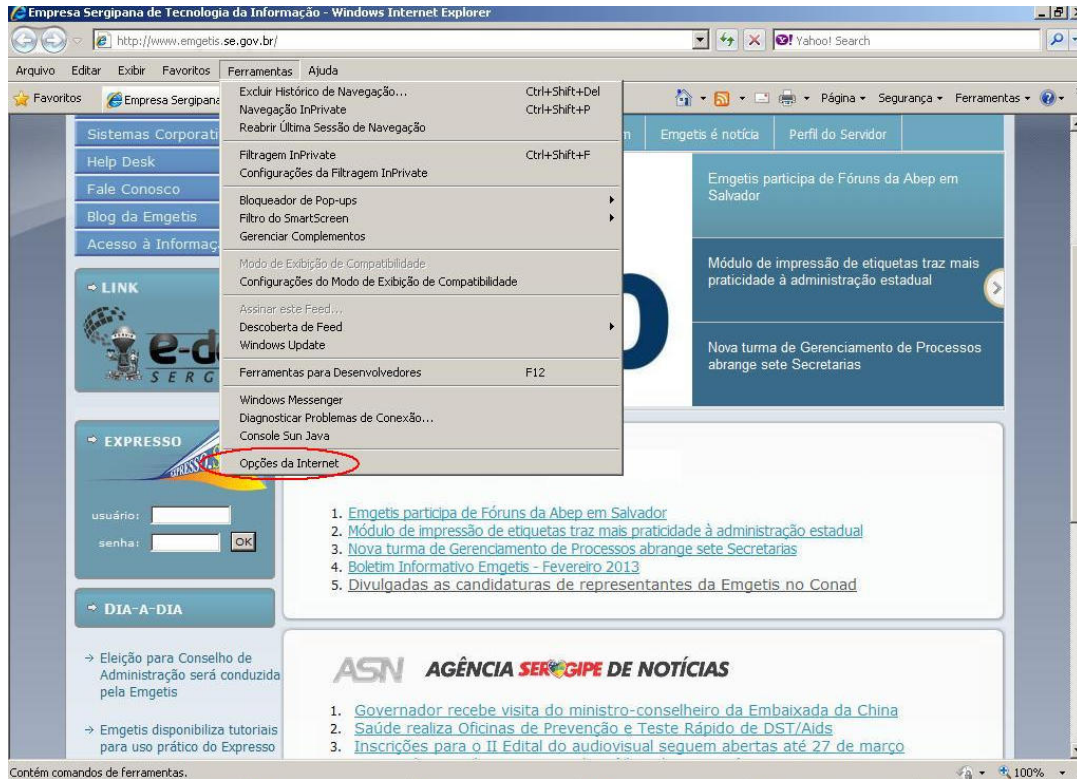 Empresa Sergipana de Tecnologia da Informação - Windows Internet Explorer
http://www.emgetis.se.gov.br/
Yahoo! Search
Arquivo Editar Exibir Favoritos Ferramentas Ajuda
Favoritos
Empresa Sergipana
Página Segurança Ferramentas
Excluir Histórico de Navegação... Ctrl+Shift+Del
Navegação InPrivate Ctrl+Shift+P
Reabrir Última Sessão de Navegação
Filtragem InPrivate Ctrl+Shift+F
Configurações da Filtragem InPrivate
Bloqueador de Pop-ups
Filtro do SmartScreen
Gerenciar Complementos
Modo de Exibição de Compatibilidade
Configurações do Modo de Exibição de Compatibilidade
Assinar este Feed...
Descoberta de Feed
Windows Update
Ferramentas para Desenvolvedores F12
Windows Messenger
Diagnosticar Problemas de Conexão...
Console Sun Java
Opções da Internet
Sistemas Corporati
Help Desk
Fale Conosco
Blog da Emgetis
Acesso à Informaç
m Emgetis é notícia Perfil do Servidor
Emgetis participa de Fóruns da Abep em
Salvador
Módulo de impressão de etiquetas traz mais
praticidade à administração estadual
Nova turma de Gerenciamento de Processos
abrange sete Secretarias
LINK
e-d
SERG
EXPRESSO
usuário:
senha: OK
1. Emgetis participa de Fóruns da Abep em Salvador
2. Módulo de impressão de etiquetas traz mais praticidade à administração estadual
3. Nova turma de Gerenciamento de Processos abrange sete Secretarias
4. Boletim Informativo Emgetis - Fevereiro 2013
5. Divulgadas as candidaturas de representantes da Emgetis no Conad
DIA-A-DIA
Eleição para Conselho de
Administração será conduzida
pela Emgetis
Emgetis disponibiliza tutoriais
para uso prático do Expresso
ASN AGÊNCIA SERGIPE DE NOTÍCIAS
1. Governador recebe visita do ministro-conselheiro da Embaixada da China
2. Saúde realiza Oficinas de Prevenção e Teste Rápido de DST/Aids
3. Inscrições para o II Edital do audiovisual seguem abertas até 27 de março
Contém comandos de ferramentas.
100%